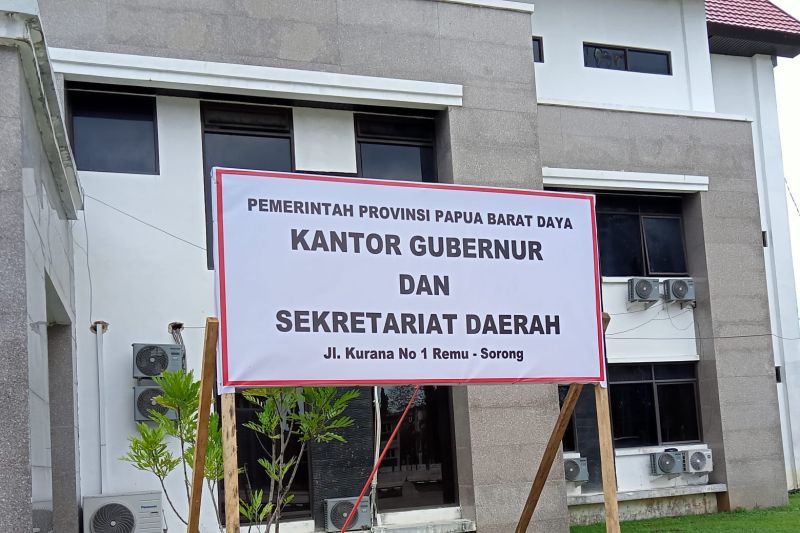 PEMERINTAH PROVINSI PAPUA BARAT DAYA
KANTOR GUBERNUR
DAN
SEKRETARIAT DAERAH
Jl. Kurana No 1 Remu - Sorong